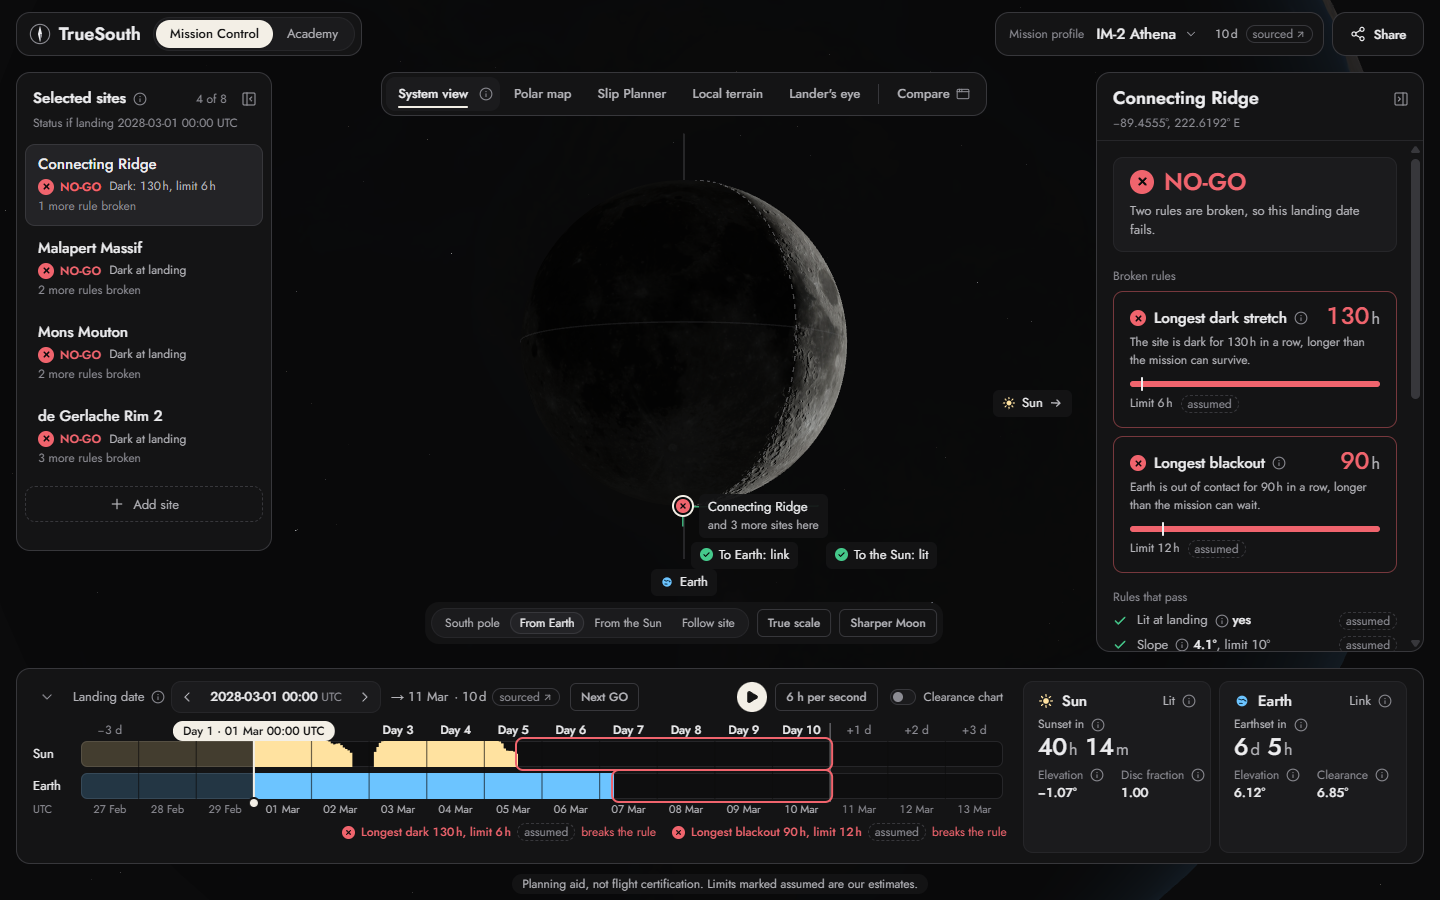 TrueSouth
Mission Control
Academy
Mission profile
IM-2 Athena
10 d
sourced ↗
Share
Selected sites
4 of 8
Status if landing 2028-03-01 00:00 UTC
Connecting Ridge
NO-GO Dark: 130 h, limit 6 h
1 more rule broken
Malapert Massif
NO-GO Dark at landing
2 more rules broken
Mons Mouton
NO-GO Dark at landing
2 more rules broken
de Gerlache Rim 2
NO-GO Dark at landing
3 more rules broken
+ Add site
System view
Polar map
Slip Planner
Local terrain
Lander's eye
Compare
Sun →
Connecting Ridge
and 3 more sites here
To Earth: link
To the Sun: lit
Earth
South pole
From Earth
From the Sun
Follow site
True scale
Sharper Moon
Connecting Ridge
−89.4555°, 222.6192° E
NO-GO
Two rules are broken, so this landing date
fails.
Broken rules
Longest dark stretch 130 h
The site is dark for 130 h in a row, longer than
the mission can survive.
Limit 6 h assumed
Longest blackout 90 h
Earth is out of contact for 90 h in a row, longer
than the mission can wait.
Limit 12 h assumed
Rules that pass
Lit at landing yes assumed
Slope 4.1°, limit 10° assumed
Landing date
2028-03-01 00:00 UTC
→ 11 Mar · 10 d
sourced ↗
Next GO
6 h per second
Clearance chart
−3 d
Day 1 · 01 Mar 00:00 UTC
Day 3
Day 4
Day 5
Day 6
Day 7
Day 8
Day 9
Day 10
+1 d
+2 d
+3 d
Sun
Earth
UTC
27 Feb
28 Feb
29 Feb
01 Mar
02 Mar
03 Mar
04 Mar
05 Mar
06 Mar
07 Mar
08 Mar
09 Mar
10 Mar
11 Mar
12 Mar
13 Mar
Longest dark 130 h, limit 6 h assumed breaks the rule
Longest blackout 90 h, limit 12 h assumed breaks the rule
Sun
Lit
Sunset in
40 h 14 m
Elevation
−1.07°
Disc fraction
1.00
Earth
Link
Earthset in
6 d 5 h
Elevation
6.12°
Clearance
6.85°
Planning aid, not flight certification. Limits marked assumed are our estimates.